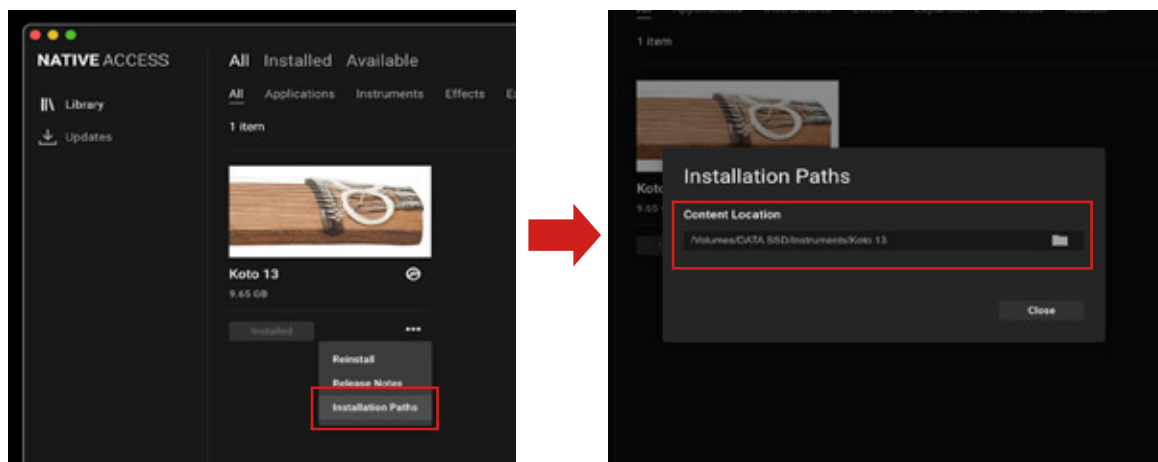 NATIVE ACCESS
Library
Updates
All Installed Available
All Applications Instruments Effects
1 item
Koto 13
9.65 GB
Installed
Reinstall
Release Notes
Installation Paths
1 item
Installation Paths
Content Location
/Volumes/DATA SSD/Instruments/Koto 13
Close